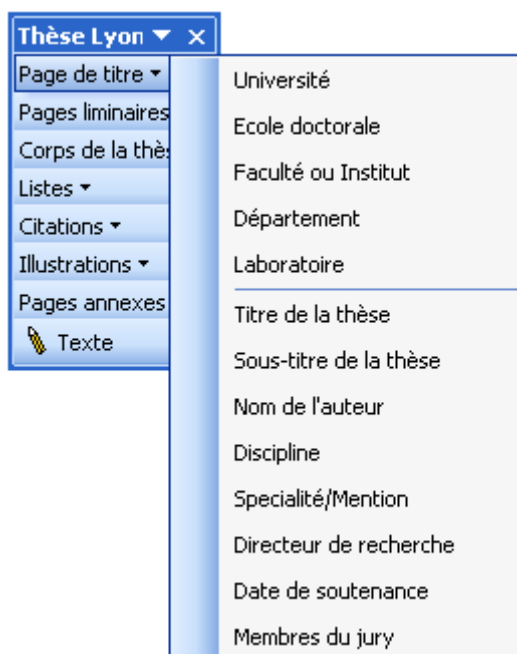 Thèse Lyon
Page de titre
Pages liminaires
Corps de la
Listes
Citations
Illustrations
Pages annexes
Texte
Université
Ecole doctorale
Faculté ou Institut
Département
Laboratoire
Titre de la thèse
Sous-titre de la thèse
Nom de l'auteur
Discipline
Specialité/Mention
Directeur de recherche
Date de soutenance
Membres du jury